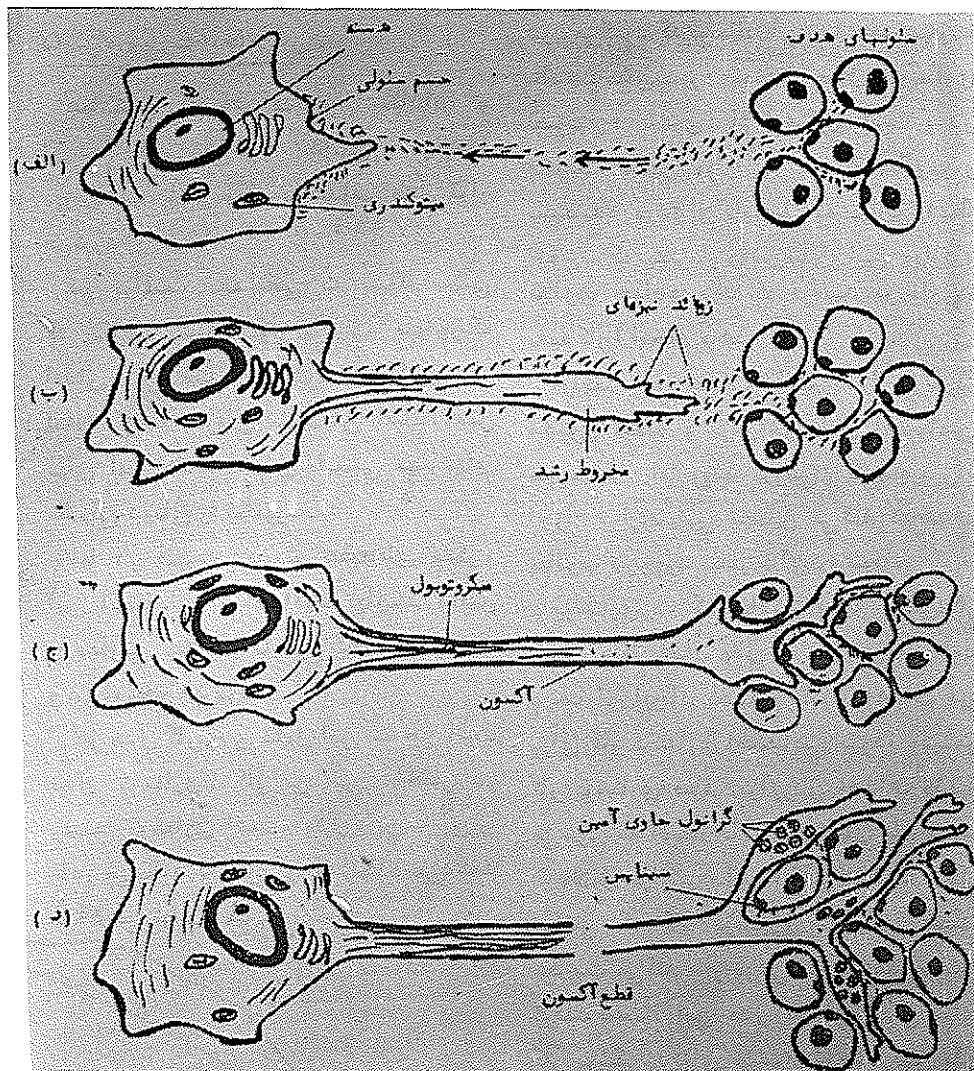 هسته
سلولهای هدف
جسم سلولی
(الف)
میتوکندری
زوائد نیزه‌ای
(ب)
مخروط رشد
میکروتوبول
(ج)
آکسون
گرانول حاوی آمین
سیناپس
(د)
قطع آکسون